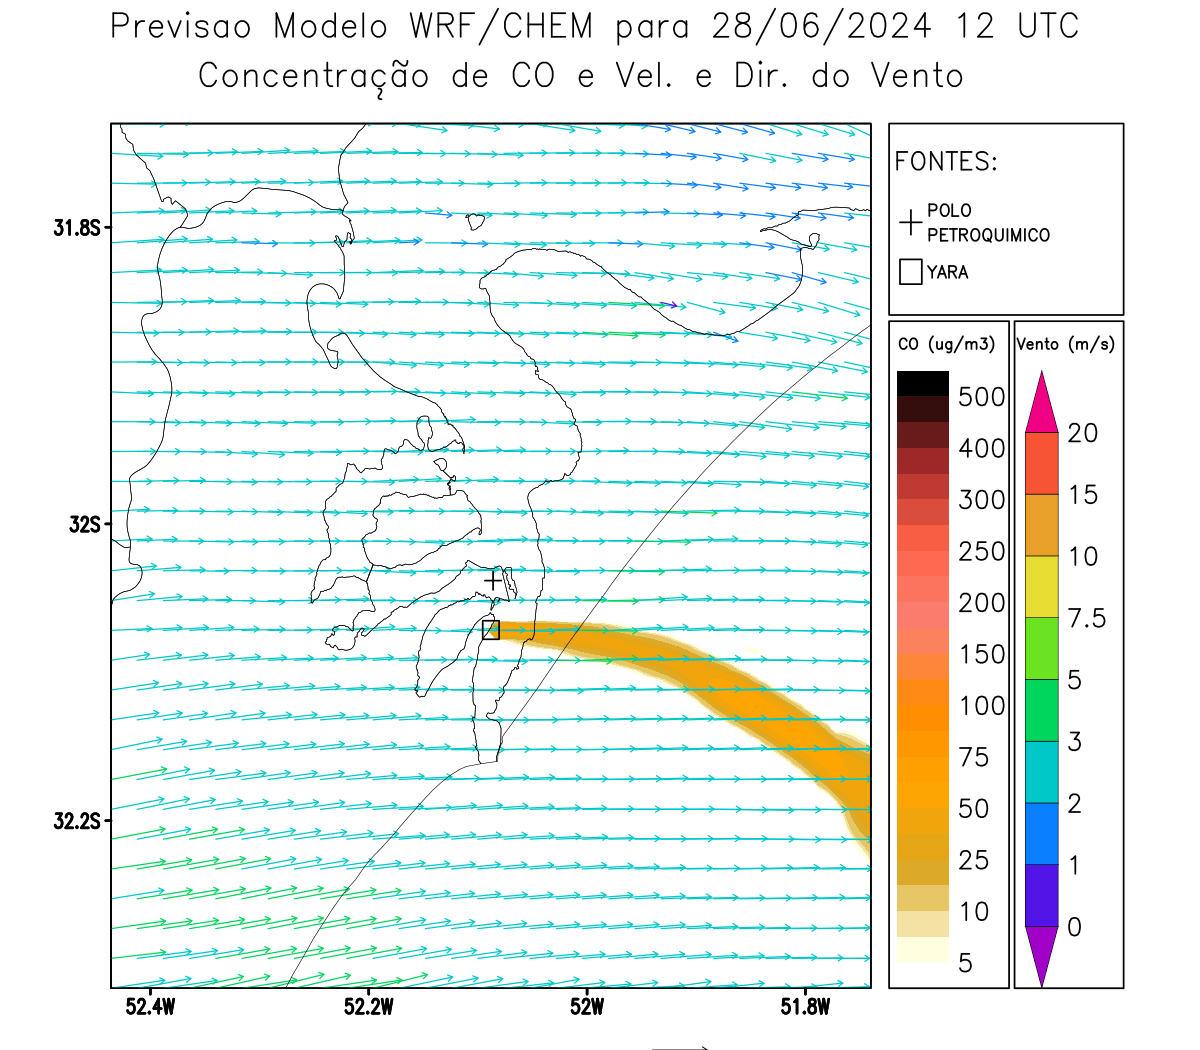 Previsao Modelo WRF/CHEM para 28/06/2024 12 UTC
Concentração de CO e Vel. e Dir. do Vento
FONTES:
POLO
PETROQUIMICO
YARA
31.8S
32S
32.2S
52.4W
52.2W
52W
51.8W
CO (ug/m3)
500
400
300
250
200
150
100
75
50
25
10
5
Vento (m/s)
20
15
10
7.5
5
3
2
1
0